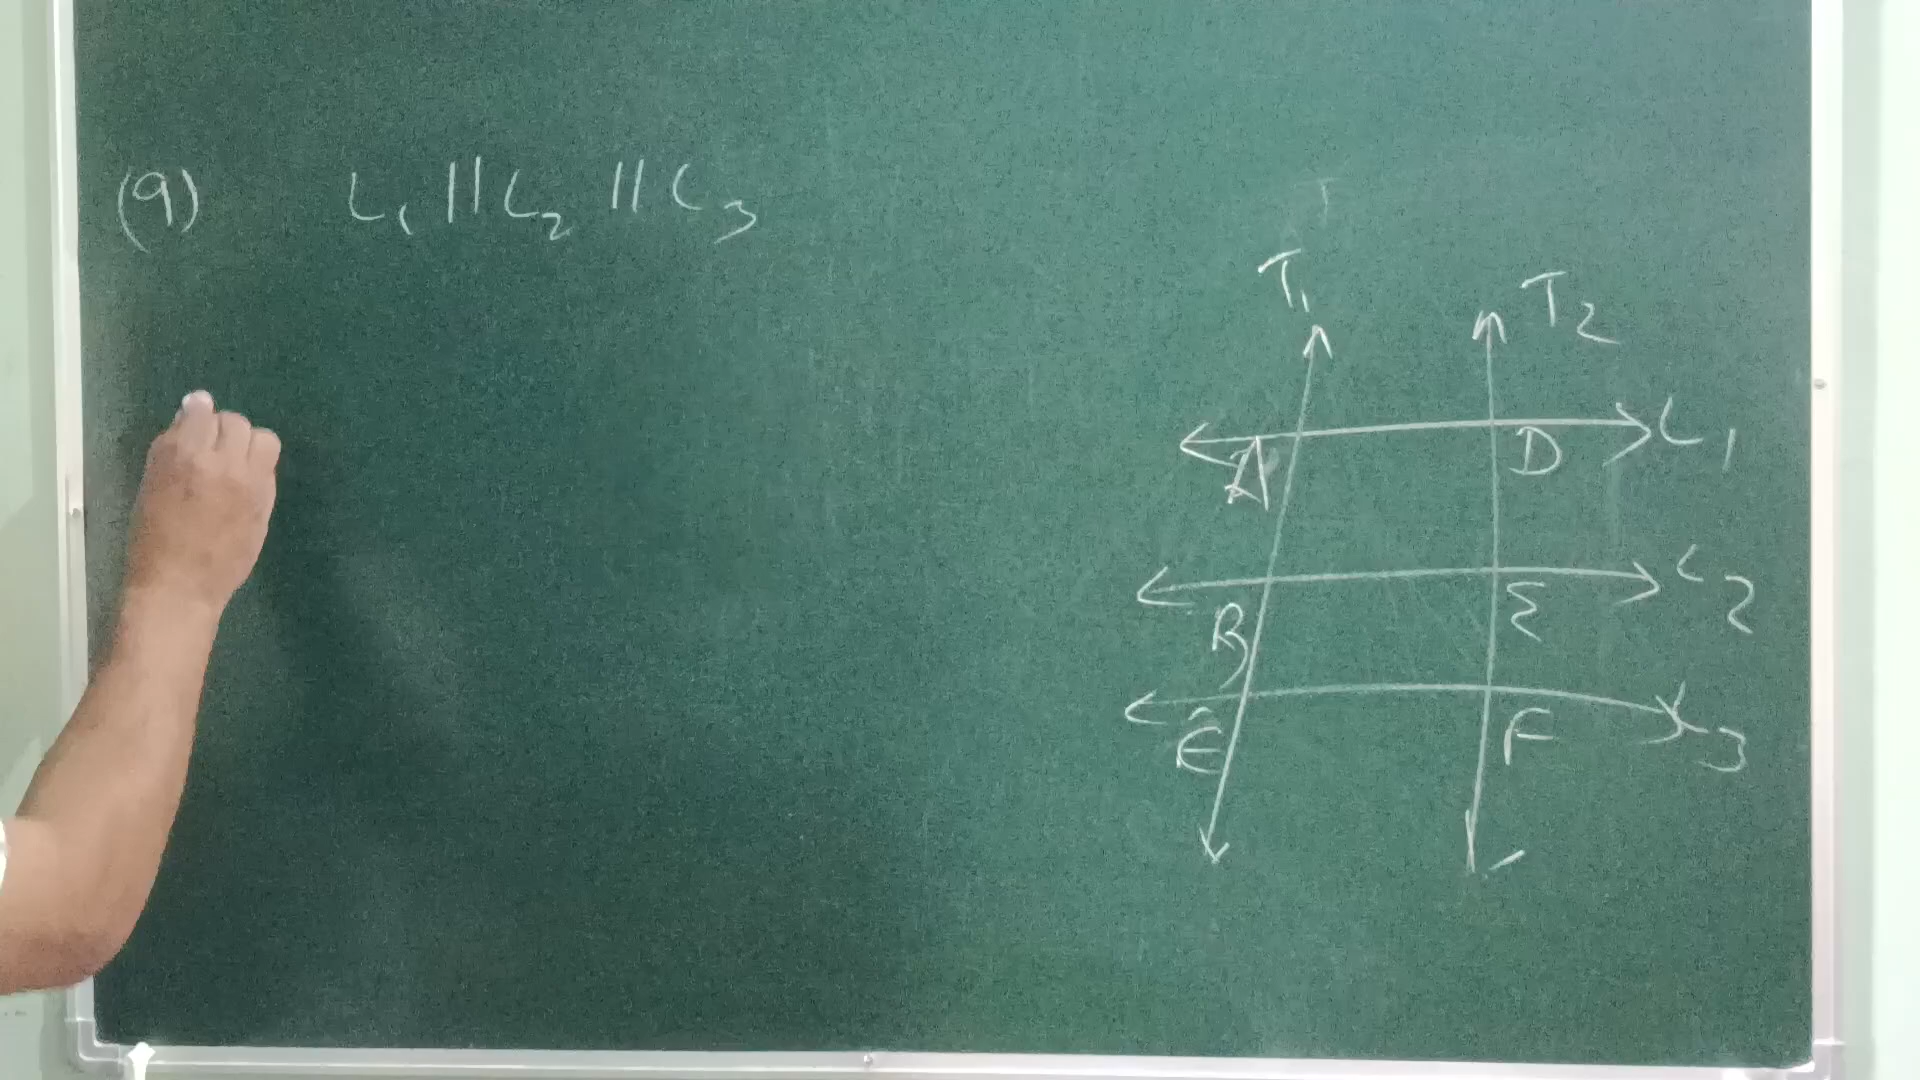 (9) L₁ || L₂ || L₃
T₁ T₂
A D L₁
B E L₂
C F L₃